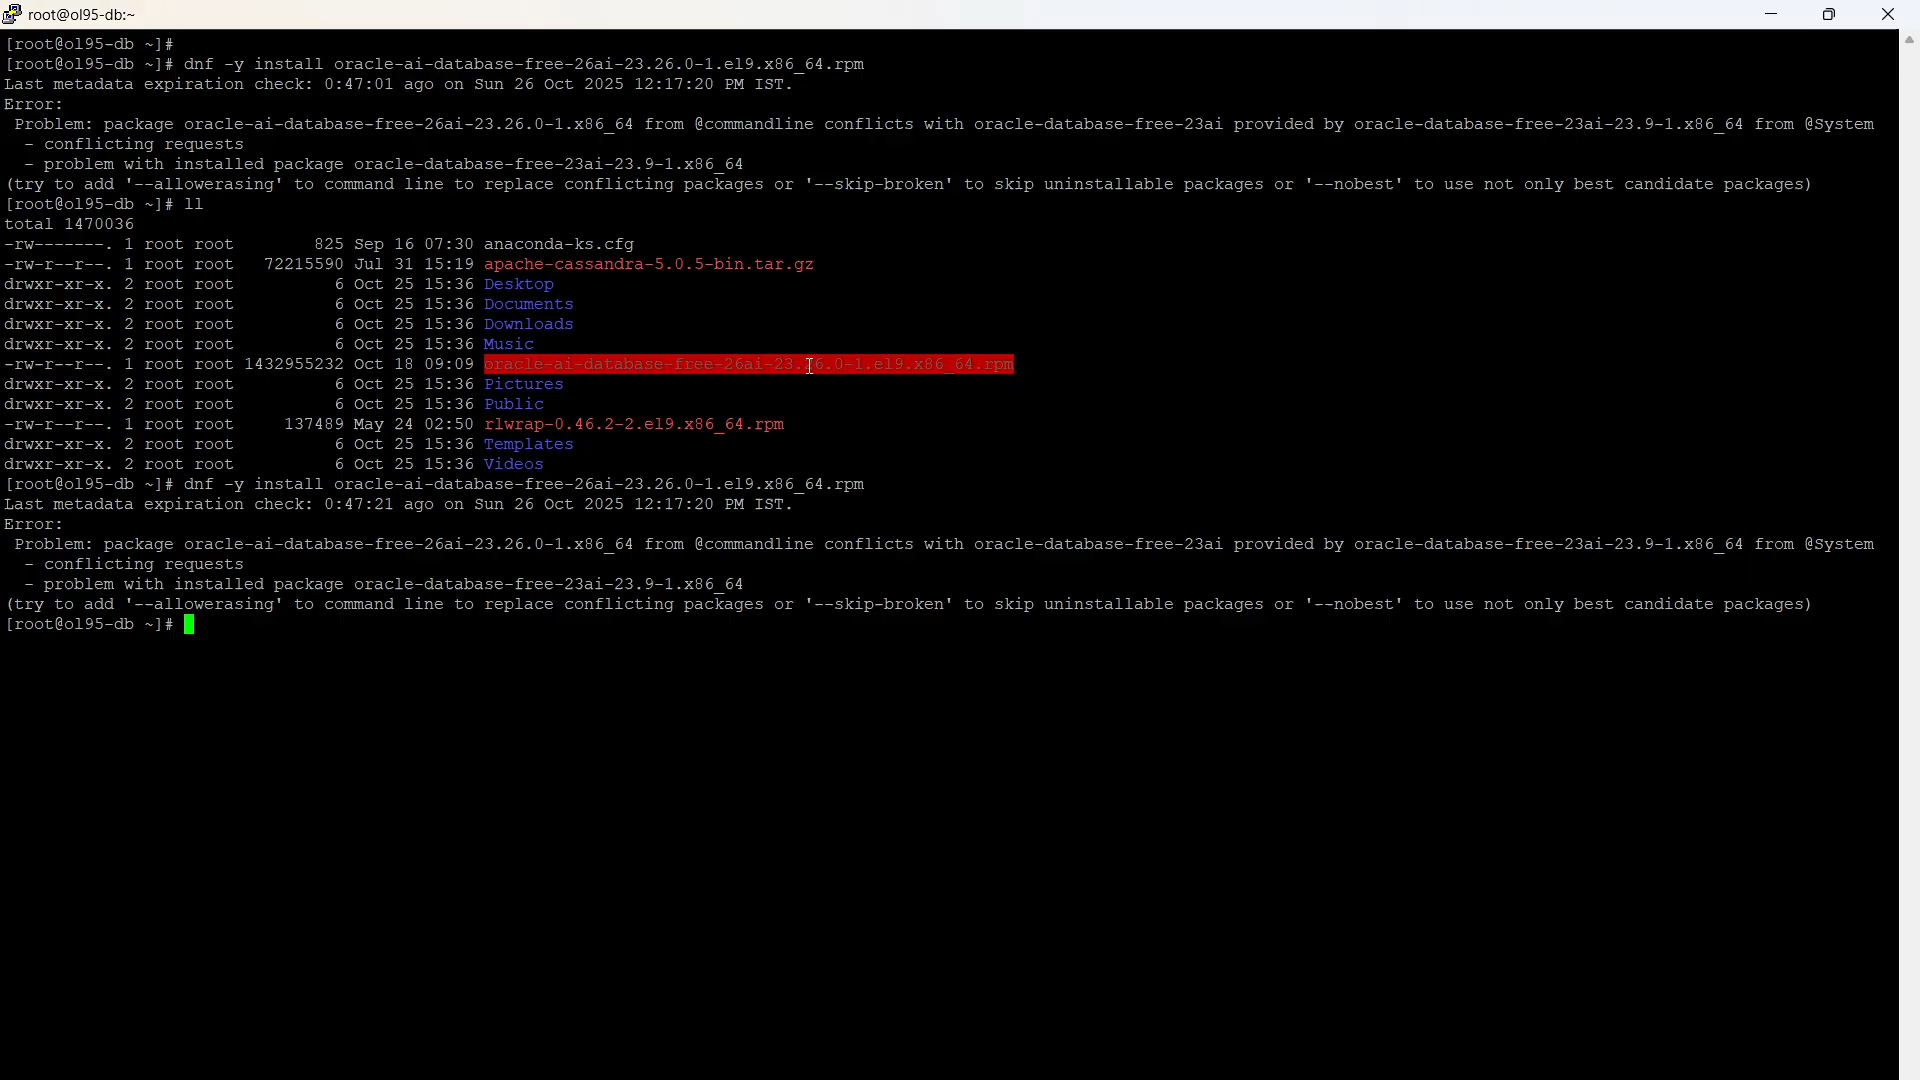 root@ol95-db:~
[root@ol95-db ~]#
[root@ol95-db ~]# dnf -y install oracle-ai-database-free-26ai-23.26.0-1.el9.x86_64.rpm
Last metadata expiration check: 0:47:01 ago on Sun 26 Oct 2025 12:17:20 PM IST.
Error:
 Problem: package oracle-ai-database-free-26ai-23.26.0-1.x86_64 from @commandline conflicts with oracle-database-free-23ai provided by oracle-database-free-23ai-23.9-1.x86_64 from @System
  - conflicting requests
  - problem with installed package oracle-database-free-23ai-23.9-1.x86_64
(try to add '--allowerasing' to command line to replace conflicting packages or '--skip-broken' to skip uninstallable packages or '--nobest' to use not only best candidate packages)
[root@ol95-db ~]# ll
total 1470036
-rw-------. 1 root root        825 Sep 16 07:30 anaconda-ks.cfg
-rw-r--r--. 1 root root   72215590 Jul 31 15:19 apache-cassandra-5.0.5-bin.tar.gz
drwxr-xr-x. 2 root root          6 Oct 25 15:36 Desktop
drwxr-xr-x. 2 root root          6 Oct 25 15:36 Documents
drwxr-xr-x. 2 root root          6 Oct 25 15:36 Downloads
drwxr-xr-x. 2 root root          6 Oct 25 15:36 Music
-rw-r--r--. 1 root root 1432955232 Oct 18 09:09 oracle-ai-database-free-26ai-23.26.0-1.el9.x86_64.rpm
drwxr-xr-x. 2 root root          6 Oct 25 15:36 Pictures
drwxr-xr-x. 2 root root          6 Oct 25 15:36 Public
-rw-r--r--. 1 root root     137489 May 24 02:50 rlwrap-0.46.2-2.el9.x86_64.rpm
drwxr-xr-x. 2 root root          6 Oct 25 15:36 Templates
drwxr-xr-x. 2 root root          6 Oct 25 15:36 Videos
[root@ol95-db ~]# dnf -y install oracle-ai-database-free-26ai-23.26.0-1.el9.x86_64.rpm
Last metadata expiration check: 0:47:21 ago on Sun 26 Oct 2025 12:17:20 PM IST.
Error:
 Problem: package oracle-ai-database-free-26ai-23.26.0-1.x86_64 from @commandline conflicts with oracle-database-free-23ai provided by oracle-database-free-23ai-23.9-1.x86_64 from @System
  - conflicting requests
  - problem with installed package oracle-database-free-23ai-23.9-1.x86_64
(try to add '--allowerasing' to command line to replace conflicting packages or '--skip-broken' to skip uninstallable packages or '--nobest' to use not only best candidate packages)
[root@ol95-db ~]#